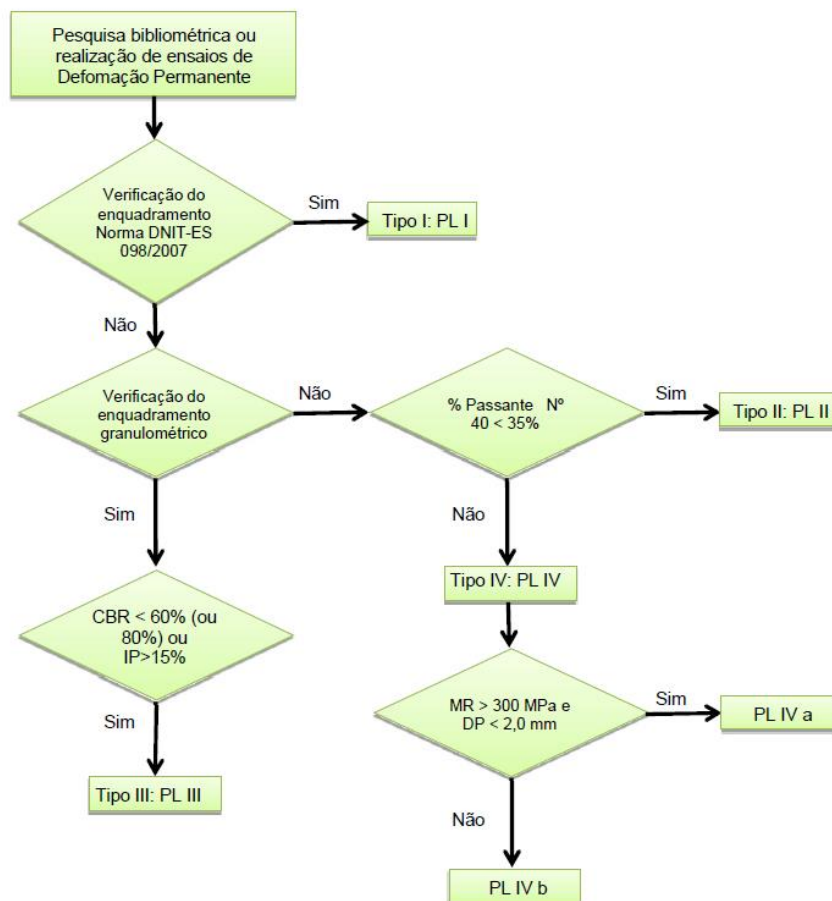 Pesquisa bibliométrica ou
realização de ensaios de
Defomação Permanente
Verificação do
enquadramento
Norma DNIT-ES
098/2007
Sim
Tipo I: PL I
Não
Verificação do
enquadramento
granulométrico
Não
% Passante Nº
40 < 35%
Sim
Tipo II: PL II
Sim
Não
CBR < 60% (ou
80%) ou
IP>15%
Tipo IV: PL IV
Sim
MR > 300 MPa e
DP < 2,0 mm
Sim
PL IV a
Tipo III: PL III
Não
PL IV b